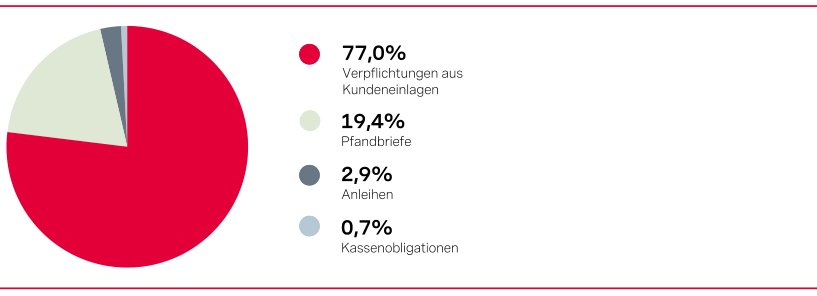 77,0%
Verpflichtungen aus
Kundeneinlagen
19,4%
Pfandbriefe
2,9%
Anleihen
0,7%
Kassenobligationen